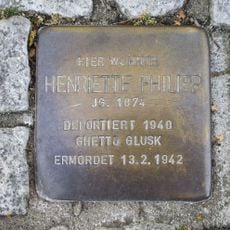 HIER WOHNTE
HENRIETTE PHILIPP
JG. 1874
DEPORTIERT 1940
GHETTO GLUSK
ERMORDET 13.2.1942